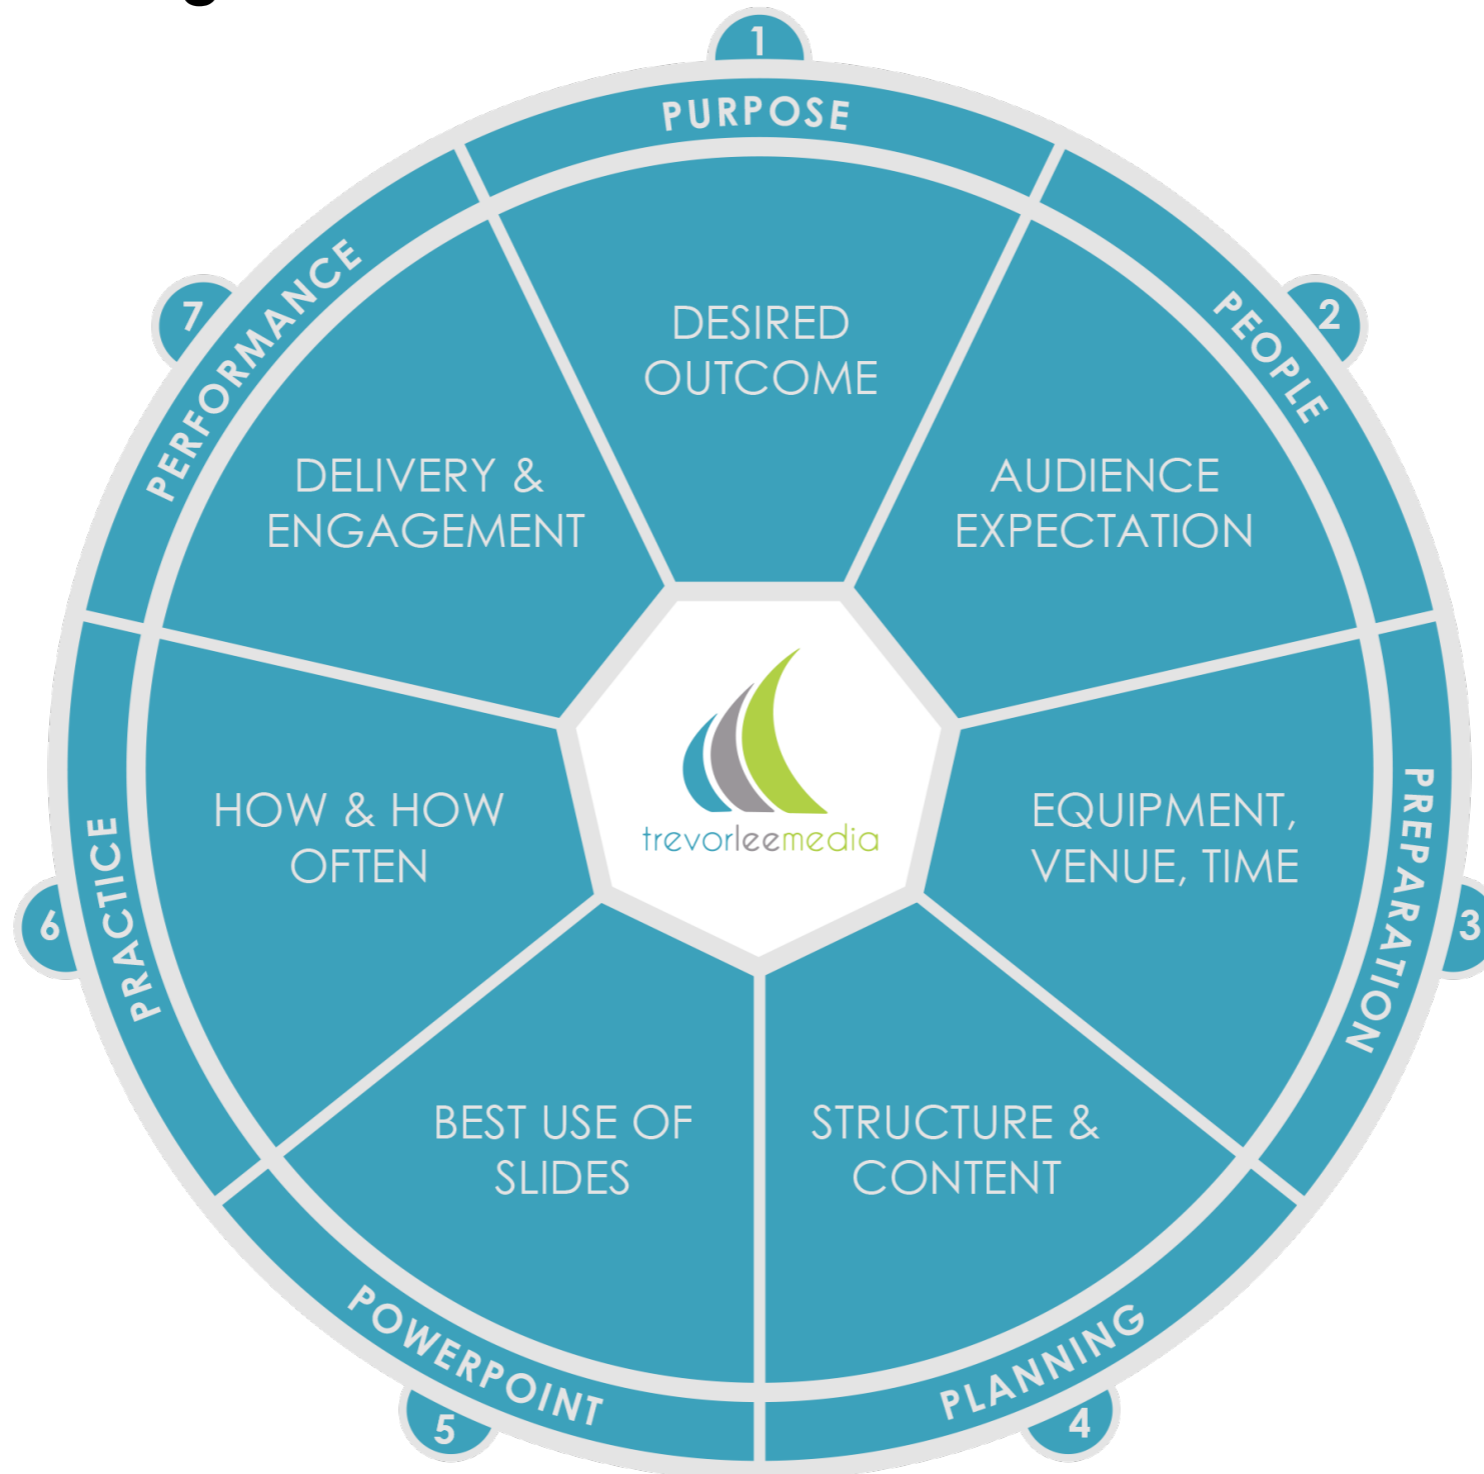 1
PURPOSE
DESIRED
OUTCOME
2
PEOPLE
AUDIENCE
EXPECTATION
3
PREPARATION
EQUIPMENT,
VENUE, TIME
4
PLANNING
STRUCTURE &
CONTENT
5
POWERPOINT
BEST USE OF
SLIDES
6
PRACTICE
HOW & HOW
OFTEN
7
PERFORMANCE
DELIVERY &
ENGAGEMENT
trevorleemedia